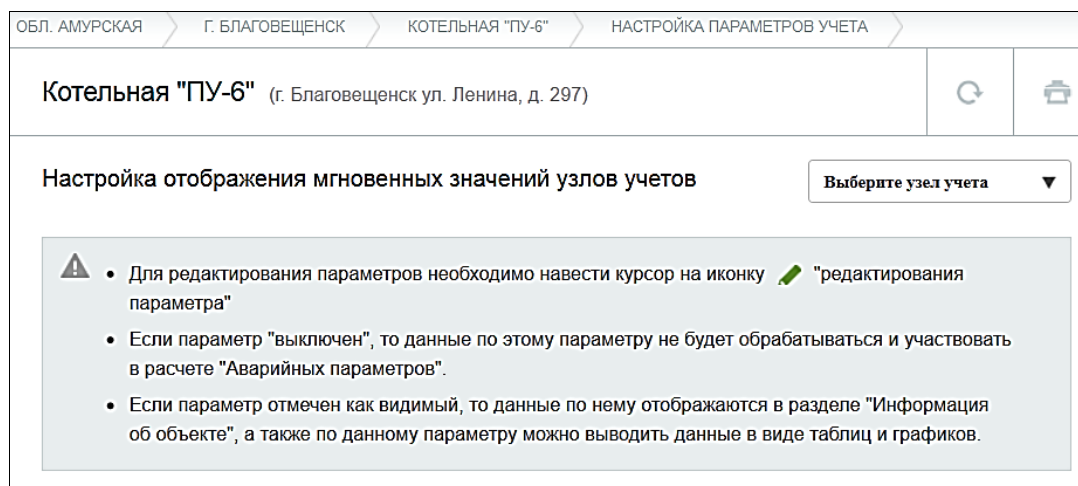 ОБЛ. АМУРСКАЯ Г. БЛАГОВЕЩЕНСК КОТЕЛЬНАЯ "ПУ-6" НАСТРОЙКА ПАРАМЕТРОВ УЧЕТА
Котельная "ПУ-6" (г. Благовещенск ул. Ленина, д. 297)
Настройка отображения мгновенных значений узлов учетов Выберите узел учета
• Для редактирования параметров необходимо навести курсор на иконку "редактирования
параметра"
• Если параметр "выключен", то данные по этому параметру не будет обрабатываться и участвовать
в расчете "Аварийных параметров".
• Если параметр отмечен как видимый, то данные по нему отображаются в разделе "Информация
об объекте", а также по данному параметру можно выводить данные в виде таблиц и графиков.